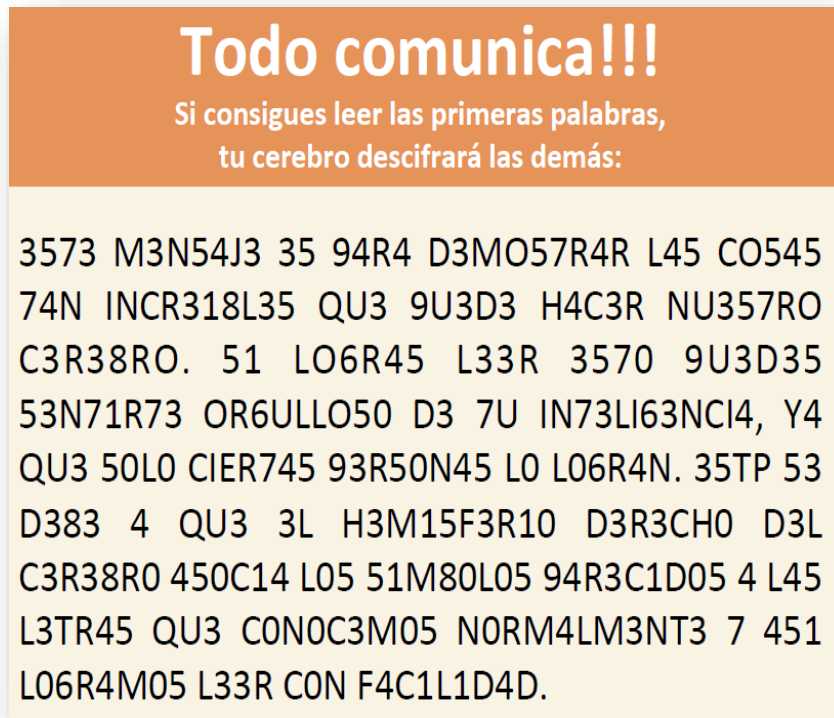 Todo comunica!!!
Si consigues leer las primeras palabras,
tu cerebro descifrará las demás:
3573 M3N54J3 35 94R4 D3MO57R4R L45 CO545
74N INCR318L35 QU3 9U3D3 H4C3R NU357RO
C3R38RO. 51 LO6R45 L33R 3570 9U3D35
53N71R73 OR6ULLO50 D3 7U IN73LI63NCI4, Y4
QU3 50L0 CIER745 93R50N45 L0 L06R4N. 35TP 53
D383 4 QU3 3L H3M15F3R10 D3R3CH0 D3L
C3R38R0 450C14 L05 51M80L05 94R3C1D05 4 L45
L3TR45 QU3 C0N0C3M05 N0RM4LM3NT3 7 451
L06R4M05 L33R C0N F4C1L1D4D.